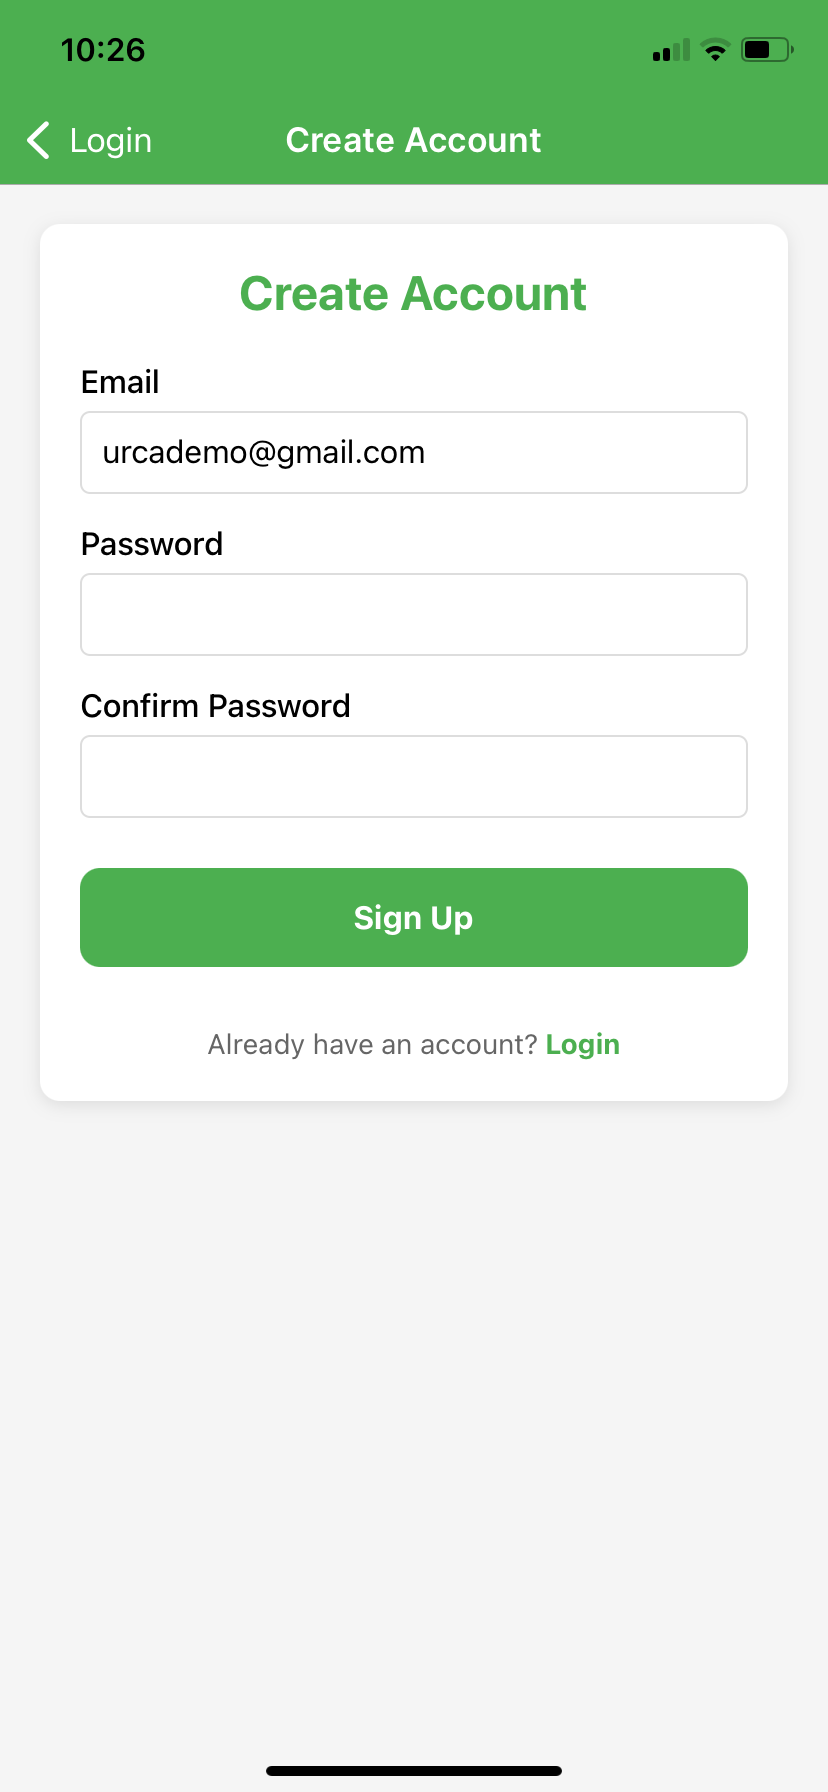 10:26
Login
Create Account
Create Account
Email
urcademo@gmail.com
Password
Confirm Password
Sign Up
Already have an account? Login